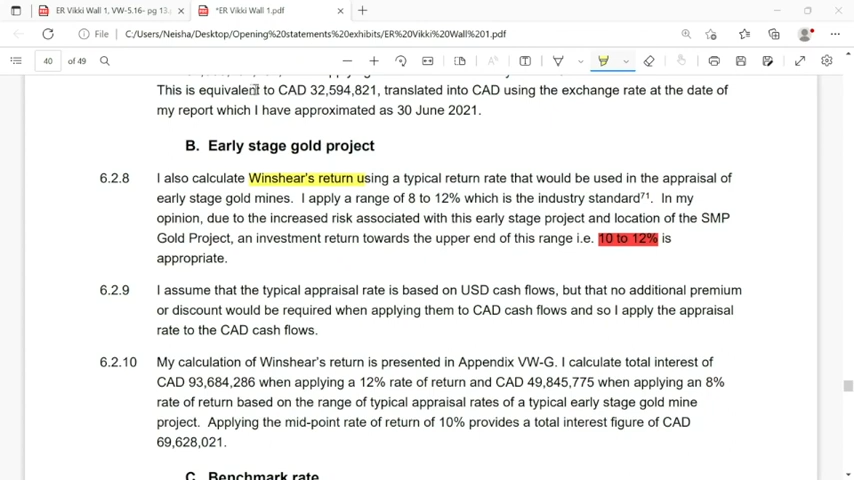 ER Vikki Wall 1, VW-5.16- pg 13.
*ER Vikki Wall 1.pdf
File
C:/Users/Neisha/Desktop/Opening%20statements%20exhibits/ER%20Vikki%20Wall%201.pdf
40 of 49
This is equivalent to CAD 32,594,821, translated into CAD using the exchange rate at the date of
my report which I have approximated as 30 June 2021.
B. Early stage gold project
6.2.8 I also calculate Winshear's return using a typical return rate that would be used in the appraisal of
early stage gold mines. I apply a range of 8 to 12% which is the industry standard⁷¹. In my
opinion, due to the increased risk associated with this early stage project and location of the SMP
Gold Project, an investment return towards the upper end of this range i.e. 10 to 12% is
appropriate.
6.2.9 I assume that the typical appraisal rate is based on USD cash flows, but that no additional premium
or discount would be required when applying them to CAD cash flows and so I apply the appraisal
rate to the CAD cash flows.
6.2.10 My calculation of Winshear's return is presented in Appendix VW-G. I calculate total interest of
CAD 93,684,286 when applying a 12% rate of return and CAD 49,845,775 when applying an 8%
rate of return based on the range of typical appraisal rates of a typical early stage gold mine
project. Applying the mid-point rate of return of 10% provides a total interest figure of CAD
69,628,021.
C Benchmark rate